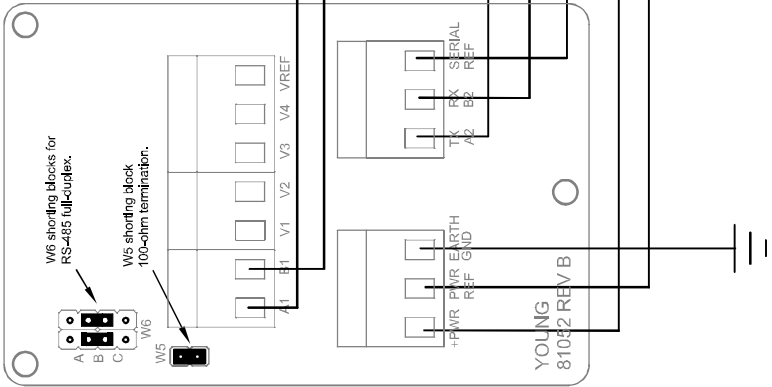 W6 shorting blocks for
RS-485 full-duplex.
W5 shorting block
100-ohm termination.
A
B
C
W6
W5
VREF
V4
V3
V2
V1
B1
A1
SERIAL
REF
RX
B2
TX
A2
EARTH
GND
PWR
REF
+PWR
YOUNG
81052 REV B